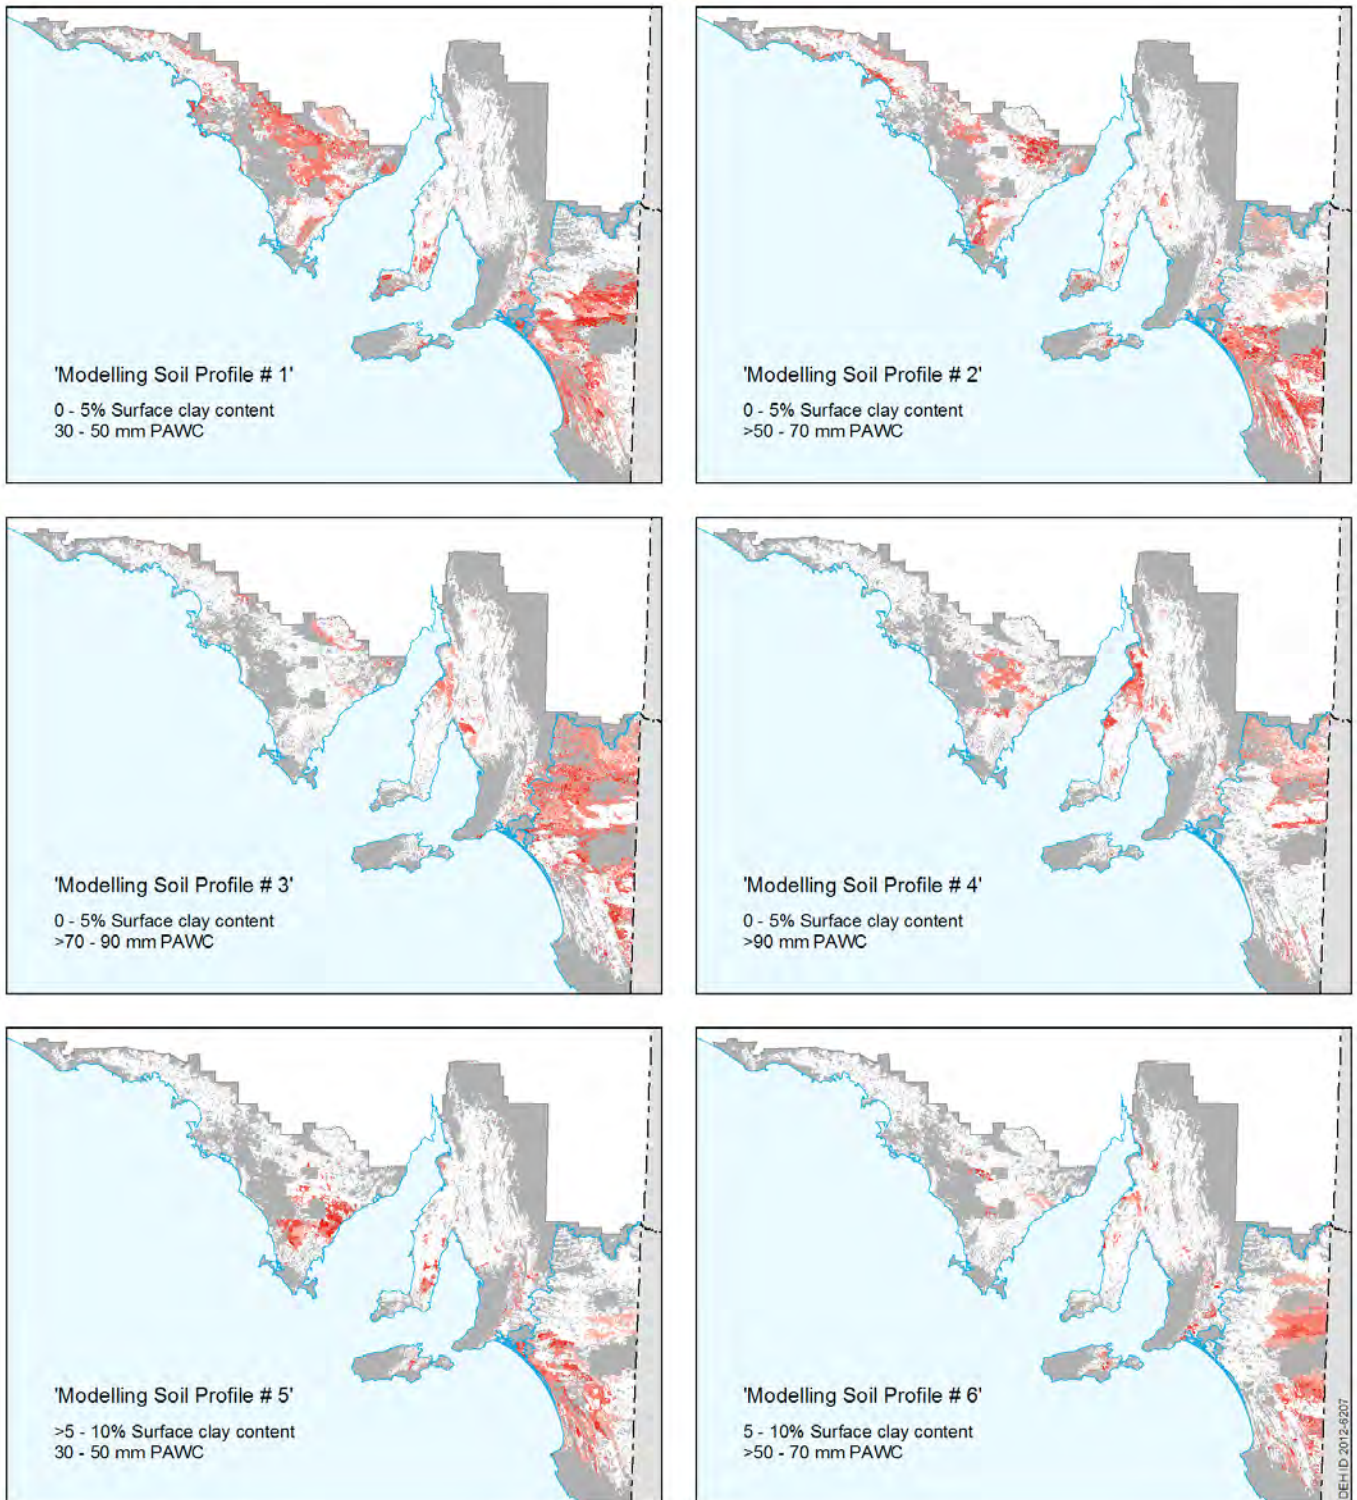 'Modelling Soil Profile # 1'
0 - 5% Surface clay content
30 - 50 mm PAWC
'Modelling Soil Profile # 2'
0 - 5% Surface clay content
>50 - 70 mm PAWC
'Modelling Soil Profile # 3'
0 - 5% Surface clay content
>70 - 90 mm PAWC
'Modelling Soil Profile # 4'
0 - 5% Surface clay content
>90 mm PAWC
'Modelling Soil Profile # 5'
>5 - 10% Surface clay content
30 - 50 mm PAWC
'Modelling Soil Profile # 6'
5 - 10% Surface clay content
>50 - 70 mm PAWC
DEH ID 2012-6207